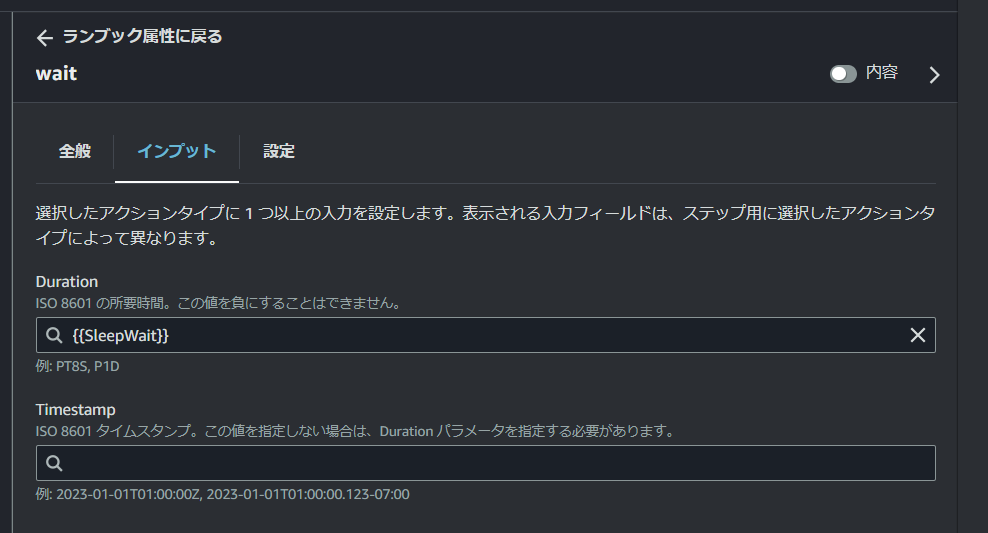 ランブック属性に戻る
wait
内容
全般
インプット
設定
選択したアクションタイプに 1 つ以上の入力を設定します。表示される入力フィールドは、ステップ用に選択したアクションタ
イプによって異なります。
Duration
ISO 8601 の所要時間。この値を負にすることはできません。
{{SleepWait}}
例: PT8S, P1D
Timestamp
ISO 8601 タイムスタンプ。この値を指定しない場合は、Duration パラメータを指定する必要があります。
例: 2023-01-01T01:00:00Z, 2023-01-01T01:00:00.123-07:00